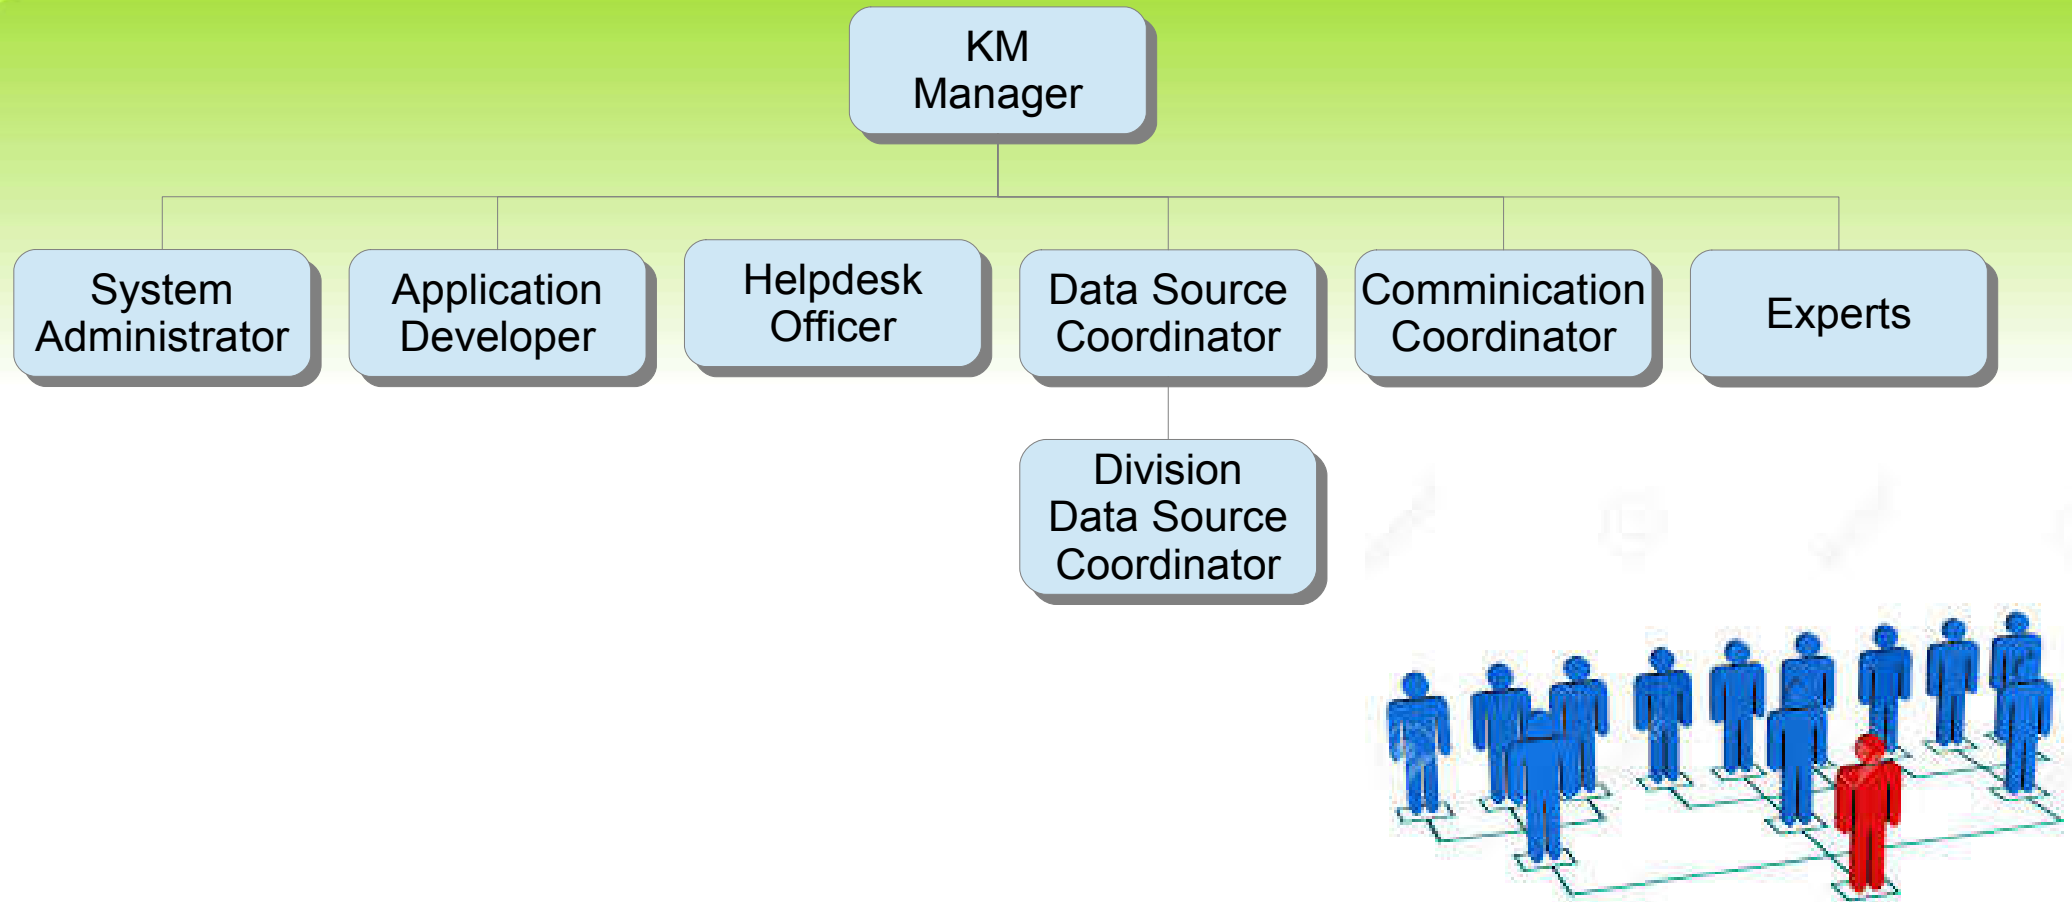 KM
Manager
System
Administrator
Application
Developer
Helpdesk
Officer
Data Source
Coordinator
Comminication
Coordinator
Experts
Division
Data Source
Coordinator